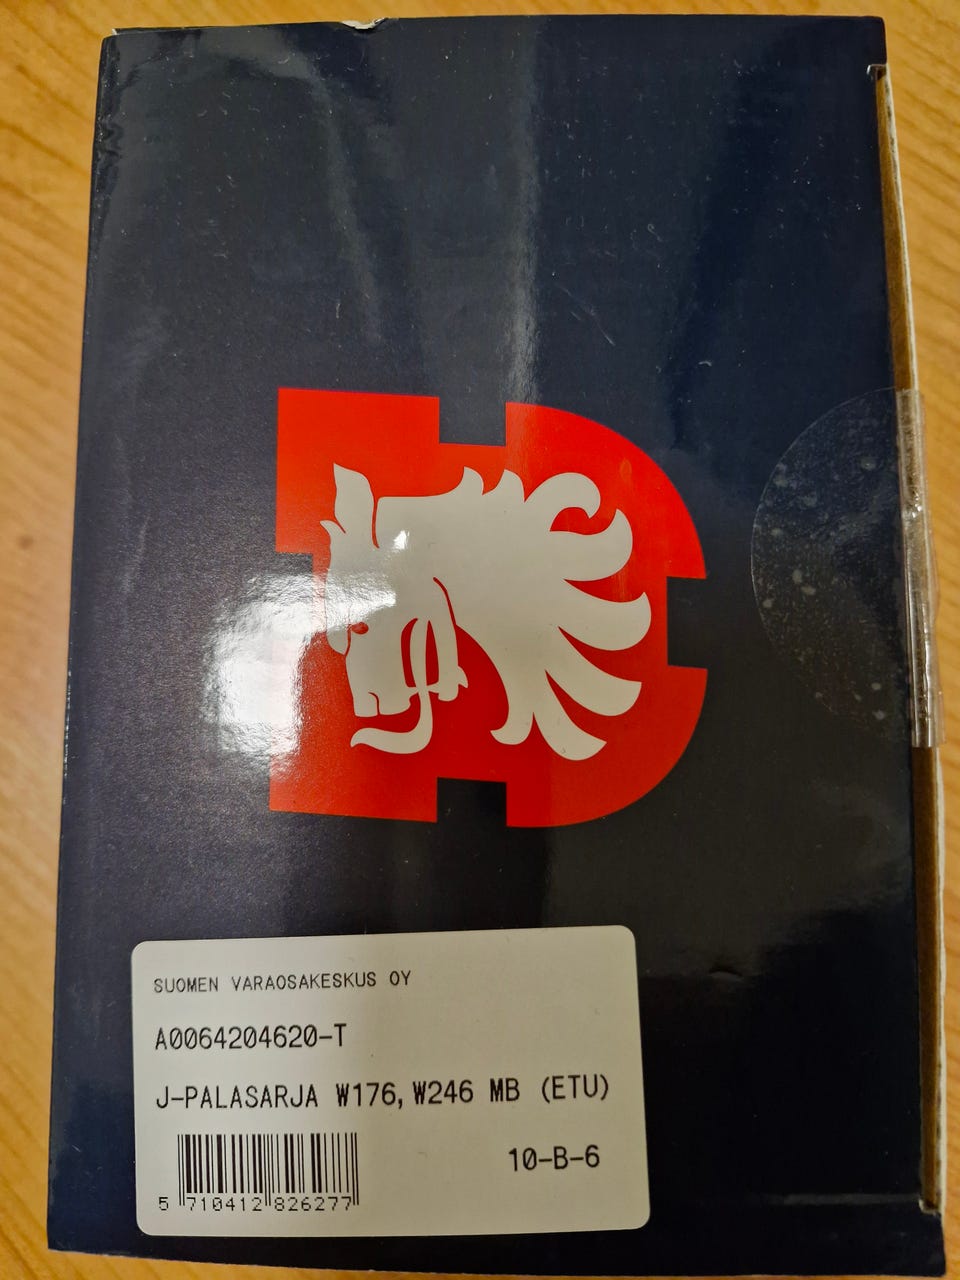 SUOMEN VARAOSAKESKUS OY
A0064204620-T
J-PALASARJA W176,W246 MB (ETU)
10-B-6
5 710412 826277